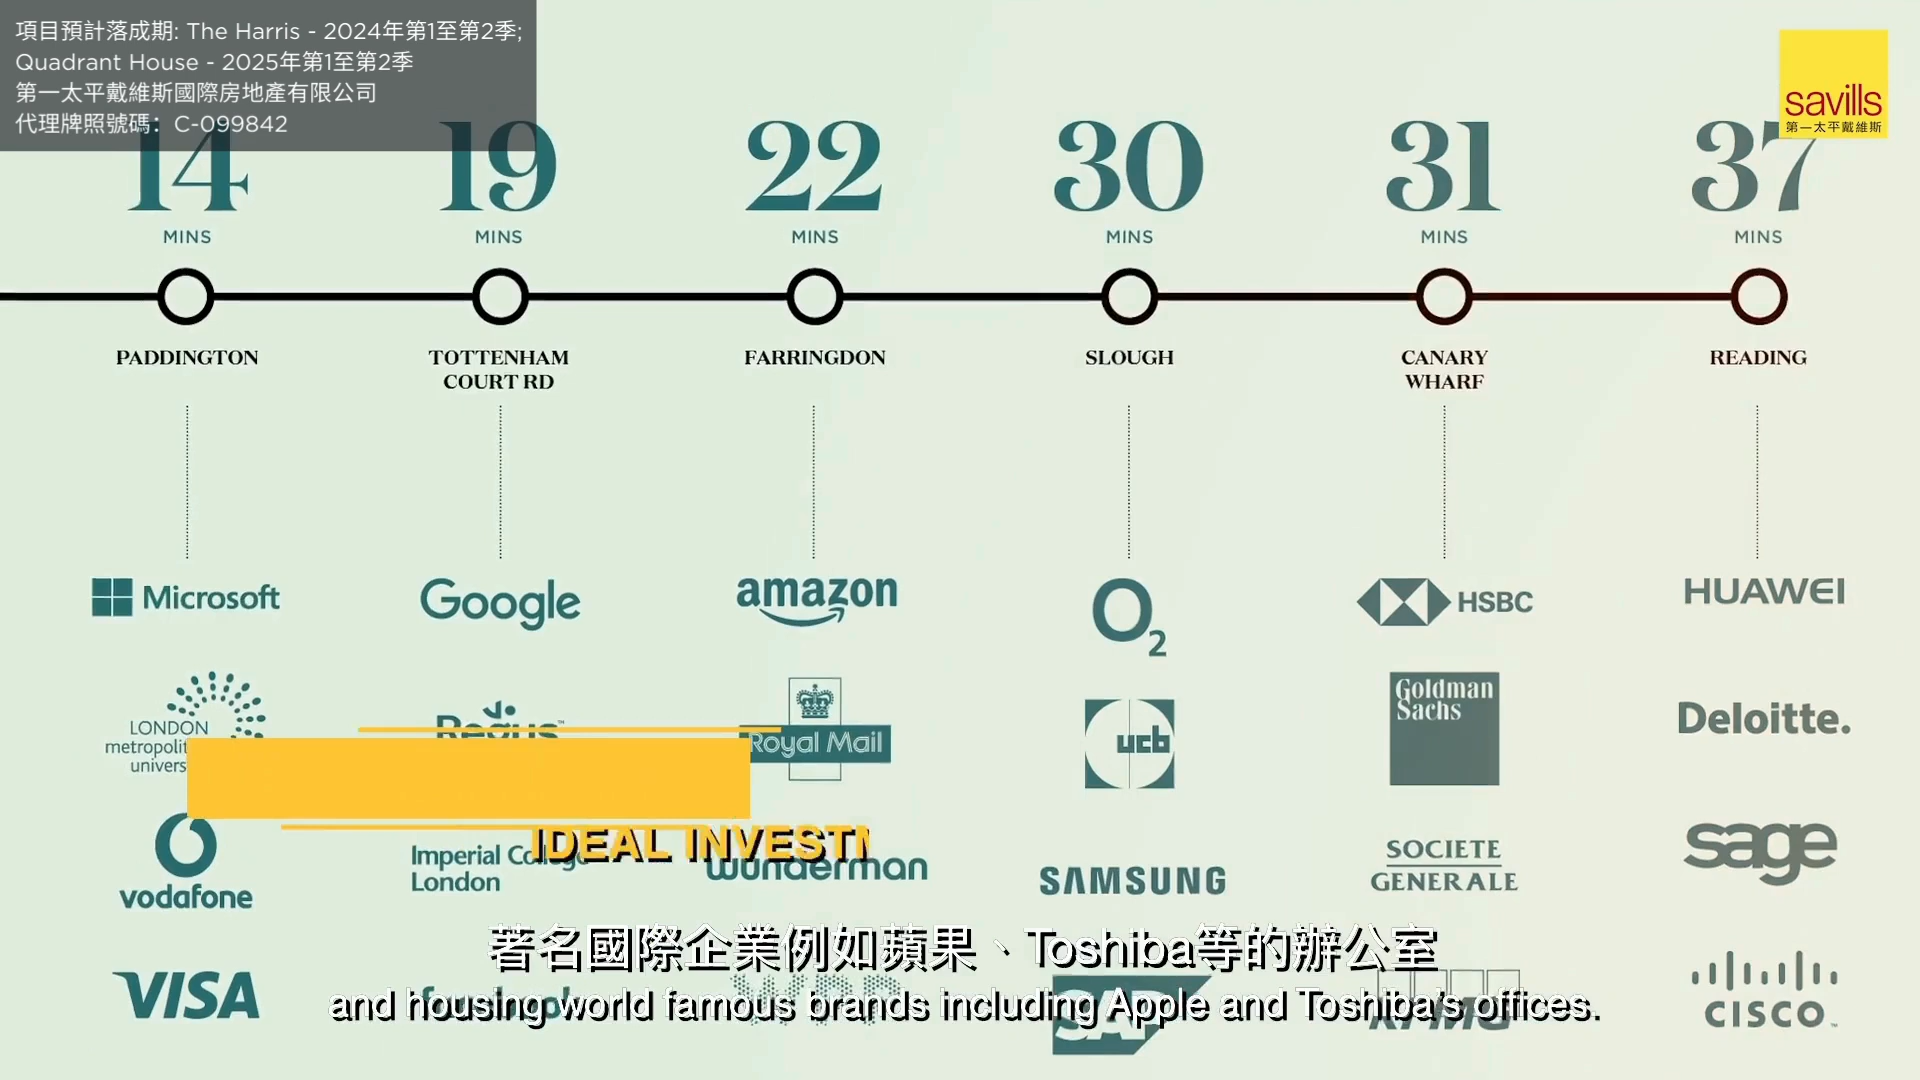 項目預計落成期: The Harris - 2024年第1至第2季;
Quadrant House - 2025年第1至第2季
第一太平戴維斯國際房地產有限公司
代理牌照號碼：C-099842
savills
第一太平戴維斯
14 19 22 30 31 37
MINS MINS MINS MINS MINS MINS
PADDINGTON
TOTTENHAM
COURT RD
FARRINGDON
SLOUGH
CANARY
WHARF
READING
Microsoft
Google
amazon
O2
HSBC
HUAWEI
LONDON
Regus
Royal Mail
ucb
Goldman
Sachs
Deloitte.
vodafone
Imperial
London
wunderman
SAMSUNG
SOCIETE
GENERALE
sage
IDEAL
VISA
SAP
KPMG
CISCO
著名國際企業例如蘋果、Toshiba等的辦公室
and housing world famous brands including Apple and Toshiba's offices.